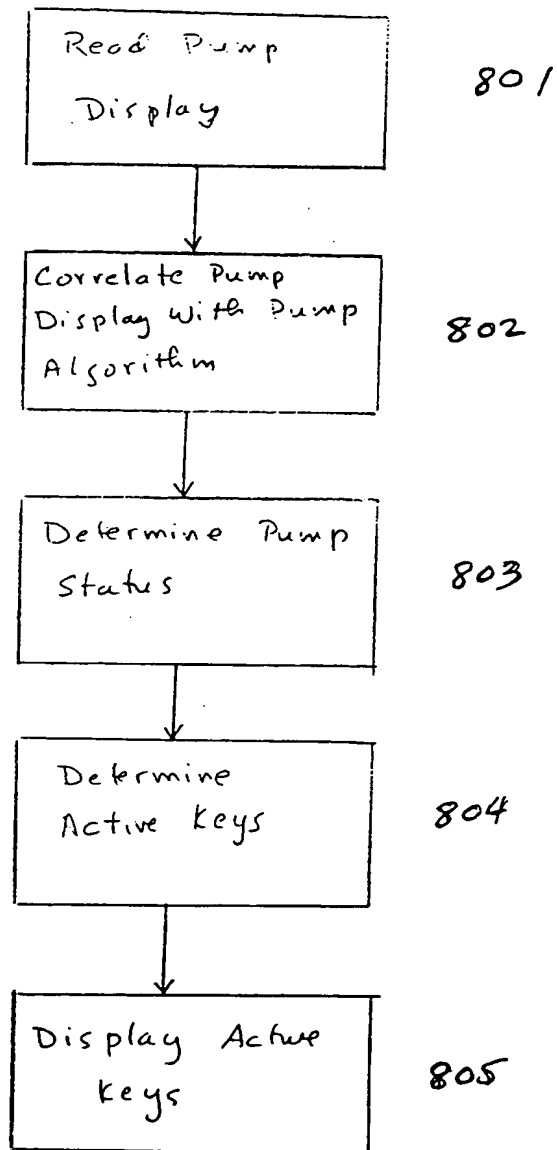 Read Pump
Display
801
Correlate Pump
Display with Pump
Algorithm
802
Determine Pump
Status
803
Determine
Active Keys
804
Display Active
Keys
805